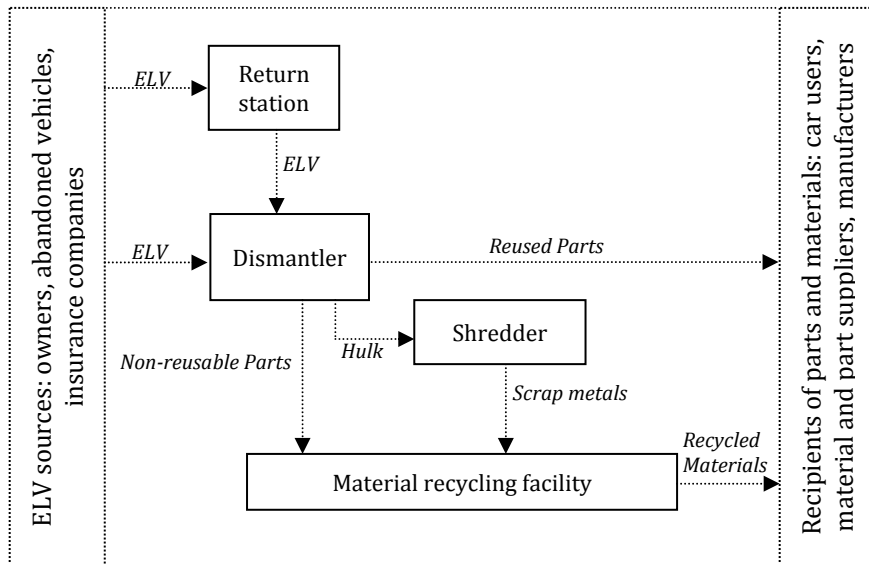 ELV sources: owners, abandoned vehicles,
insurance companies
ELV
Return
station
ELV
ELV
Dismantler
Reused Parts
Non-reusable Parts
Hulk
Shredder
Scrap metals
Material recycling facility
Recycled
Materials
Recipients of parts and materials: car users,
material and part suppliers, manufacturers